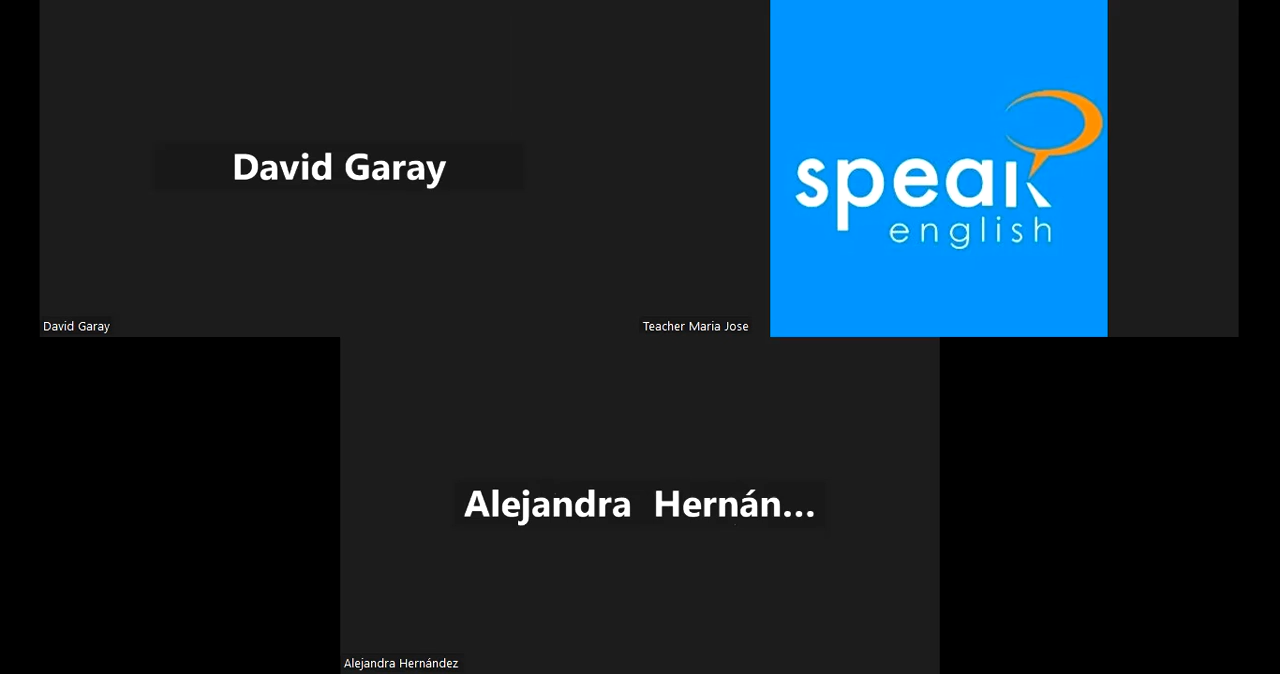 David Garay
David Garay
speak
english
Teacher Maria Jose
Alejandra Hernán...
Alejandra Hernández